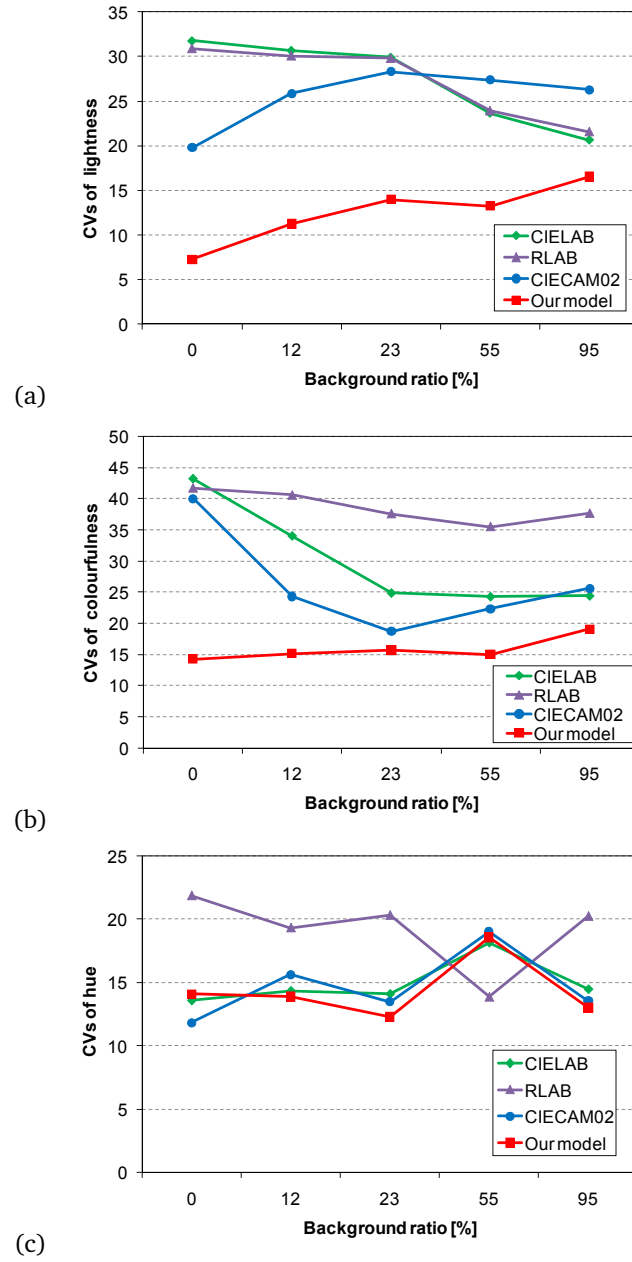 35
30
25
20
15
10
5
0
CVs of lightness
CIELAB
RLAB
CIECAM02
Our model
0 12 23 55 95
Background ratio [%]
(a)
50
45
40
35
30
25
20
15
10
5
0
CVs of colourfulness
CIELAB
RLAB
CIECAM02
Our model
0 12 23 55 95
Background ratio [%]
(b)
25
20
15
10
5
0
CVs of hue
CIELAB
RLAB
CIECAM02
Our model
0 12 23 55 95
Background ratio [%]
(c)